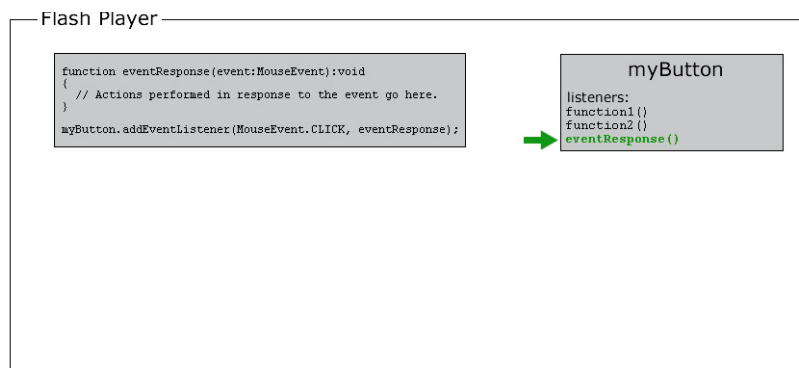 Flash Player
function eventResponse(event:MouseEvent):void
{
// Actions performed in response to the event go here.
}
myButton.addEventListener(MouseEvent.CLICK, eventResponse);
myButton
listeners:
function1()
function2()
eventResponse()